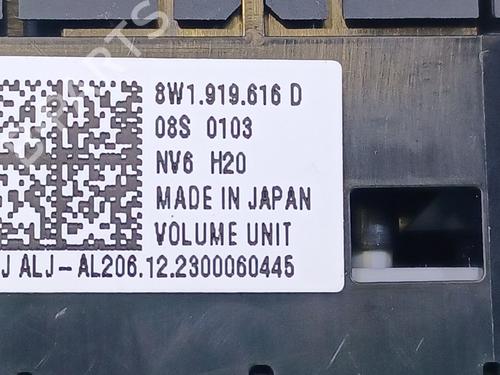 8W1.919.616 D
08S 0103
NV6 H20
MADE IN JAPAN
VOLUME UNIT
J ALJ-AL206.12.2300060445